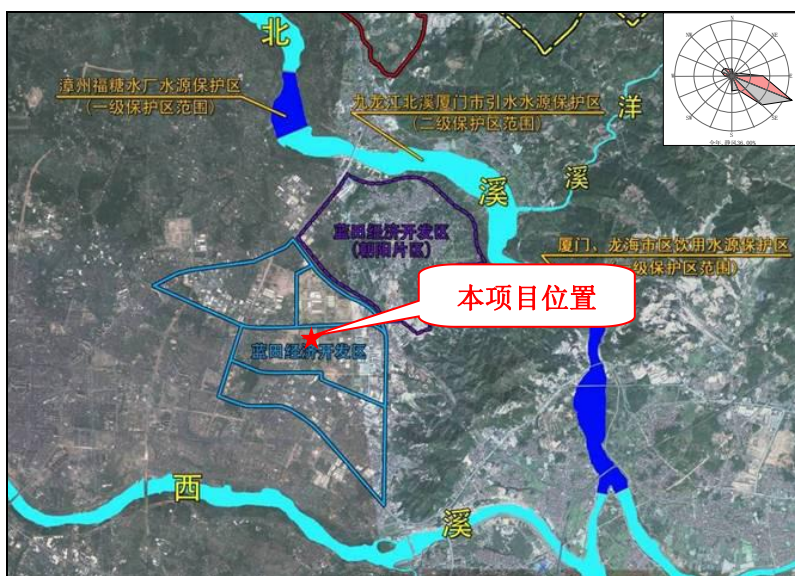 北
漳州福糖水厂水源保护区
(一级保护区范围)
九龙江北溪厦门市引水水源保护区
(二级保护区范围)
洋
溪
溪
蓝田经济开发区
(朝阳片区)
厦门、龙海市区饮用水源保护区
级保护区范围)
本项目位置
蓝田经济开发区
西
溪
N
NW
W
E
SE
S